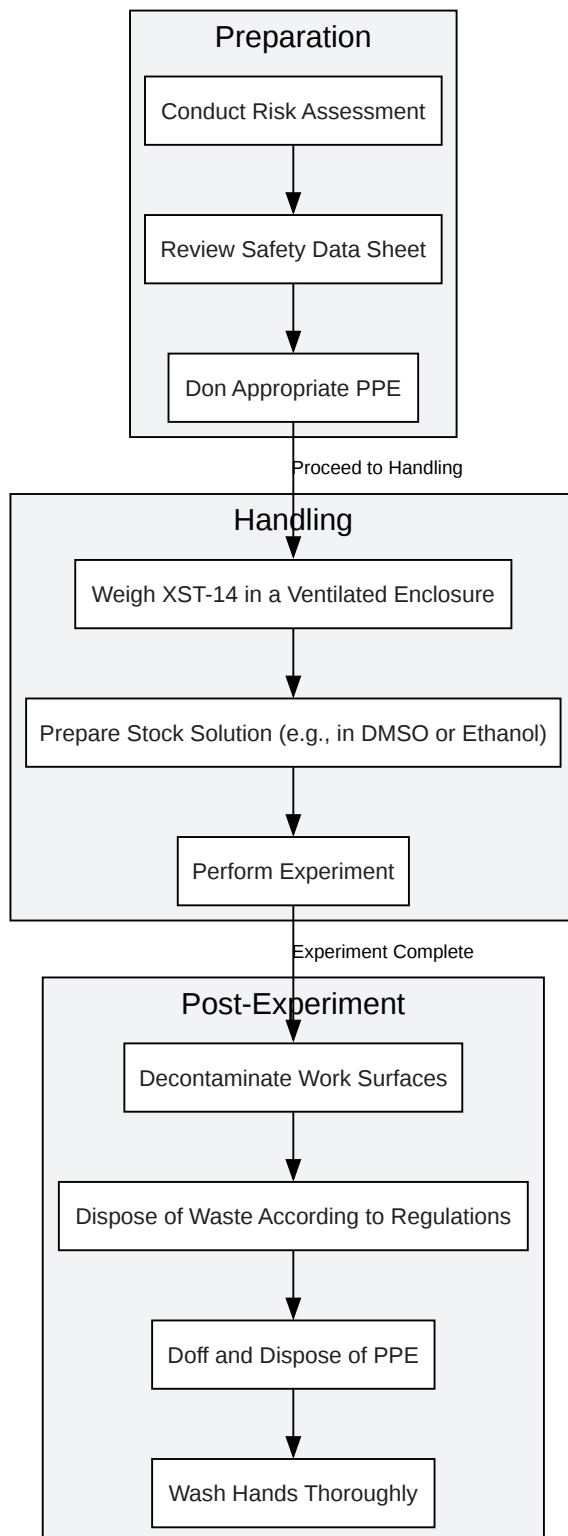 Preparation
Conduct Risk Assessment
Review Safety Data Sheet
Don Appropriate PPE
Proceed to Handling
Handling
Weigh XST-14 in a Ventilated Enclosure
Prepare Stock Solution (e.g., in DMSO or Ethanol)
Perform Experiment
Experiment Complete
Post-Experiment
Decontaminate Work Surfaces
Dispose of Waste According to Regulations
Doff and Dispose of PPE
Wash Hands Thoroughly